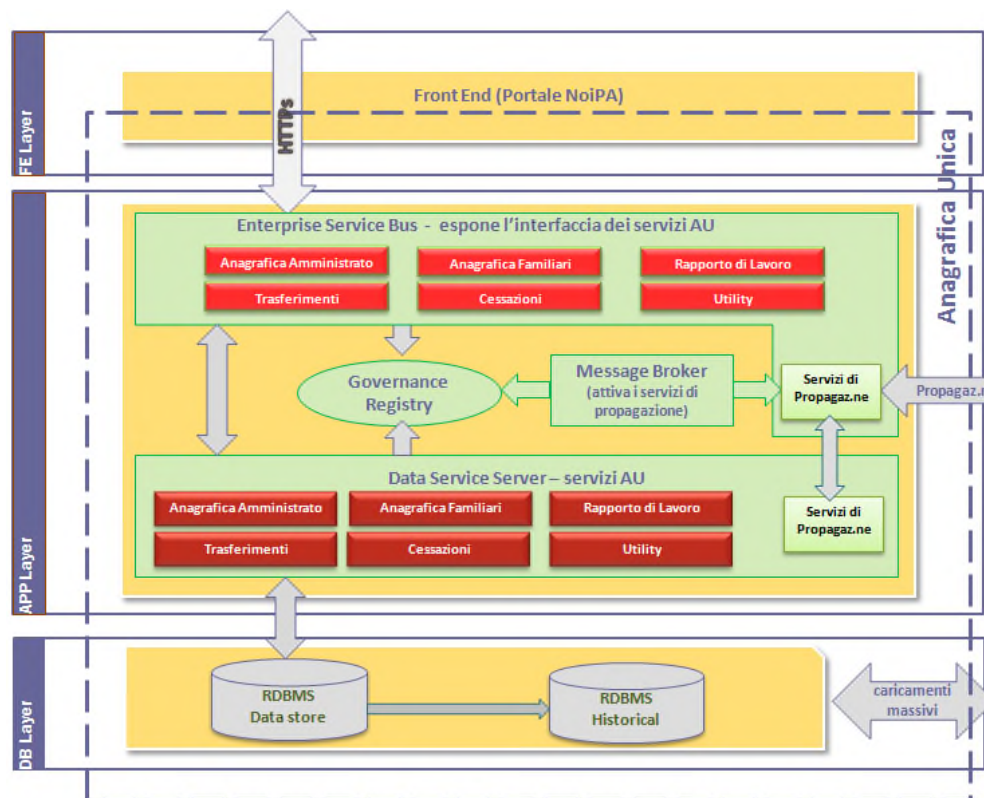 FE Layer
Front End (Portale NoiPA)
HTTPs
Anagrafica Unica
APP Layer
Enterprise Service Bus - espone l'interfaccia dei servizi AU
Anagrafica Amministrato
Anagrafica Familiari
Rapporto di Lavoro
Trasferimenti
Cessazioni
Utility
Governance
Registry
Message Broker
(attiva i servizi di
propagazione)
Servizi di
Propagaz.ne
Propagaz.n
Data Service Server – servizi AU
Anagrafica Amministrato
Anagrafica Familiari
Rapporto di Lavoro
Trasferimenti
Cessazioni
Utility
Servizi di
Propagaz.ne
DB Layer
RDBMS
Data store
RDBMS
Historical
caricamenti
massivi